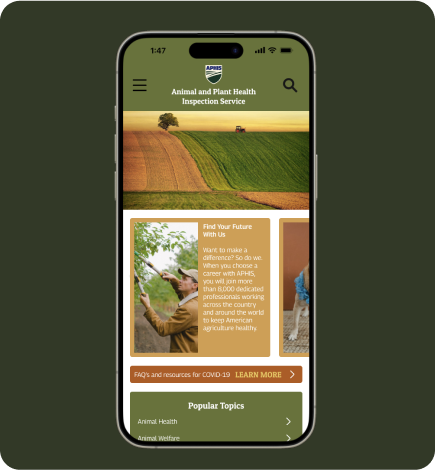 1:47
APHIS
Animal and Plant Health
Inspection Service
Find Your Future
With Us
Want to make a
difference? So do we.
When you choose a
career with APHIS,
you will join more
than 8,000 dedicated
professionals working
across the country
and around the world
to keep American
agriculture healthy.
FAQ's and resources for COVID-19 LEARN MORE
Popular Topics
Animal Health
Animal Welfare